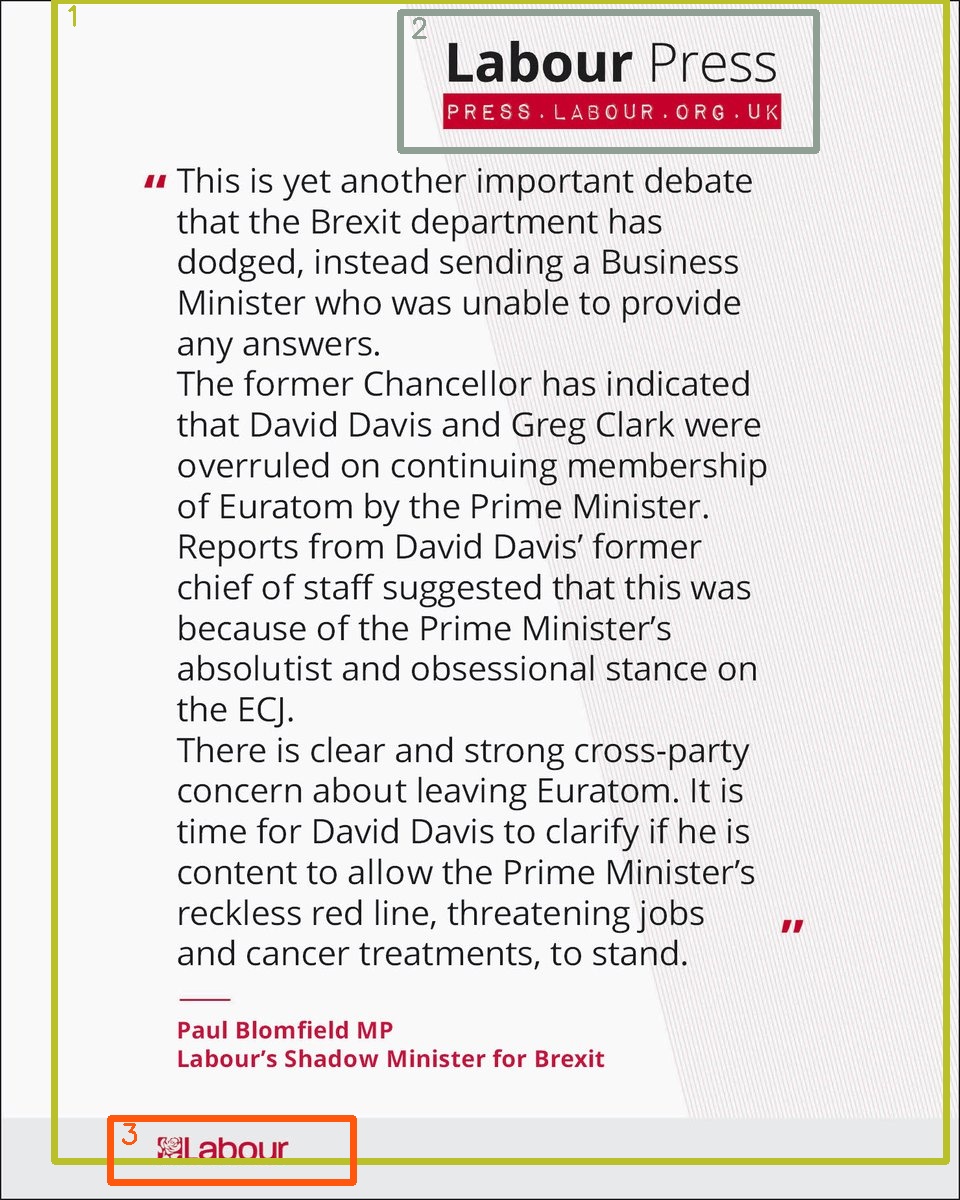 Labour Press
PRESS.LABOUR.ORG.UK
“ This is yet another important debate
that the Brexit department has
dodged, instead sending a Business
Minister who was unable to provide
any answers.
The former Chancellor has indicated
that David Davis and Greg Clark were
overruled on continuing membership
of Euratom by the Prime Minister.
Reports from David Davis’ former
chief of staff suggested that this was
because of the Prime Minister’s
absolutist and obsessional stance on
the ECJ.
There is clear and strong cross-party
concern about leaving Euratom. It is
time for David Davis to clarify if he is
content to allow the Prime Minister’s
reckless red line, threatening jobs
and cancer treatments, to stand. ”
Paul Blomfield MP
Labour’s Shadow Minister for Brexit
Labour
1
2
3